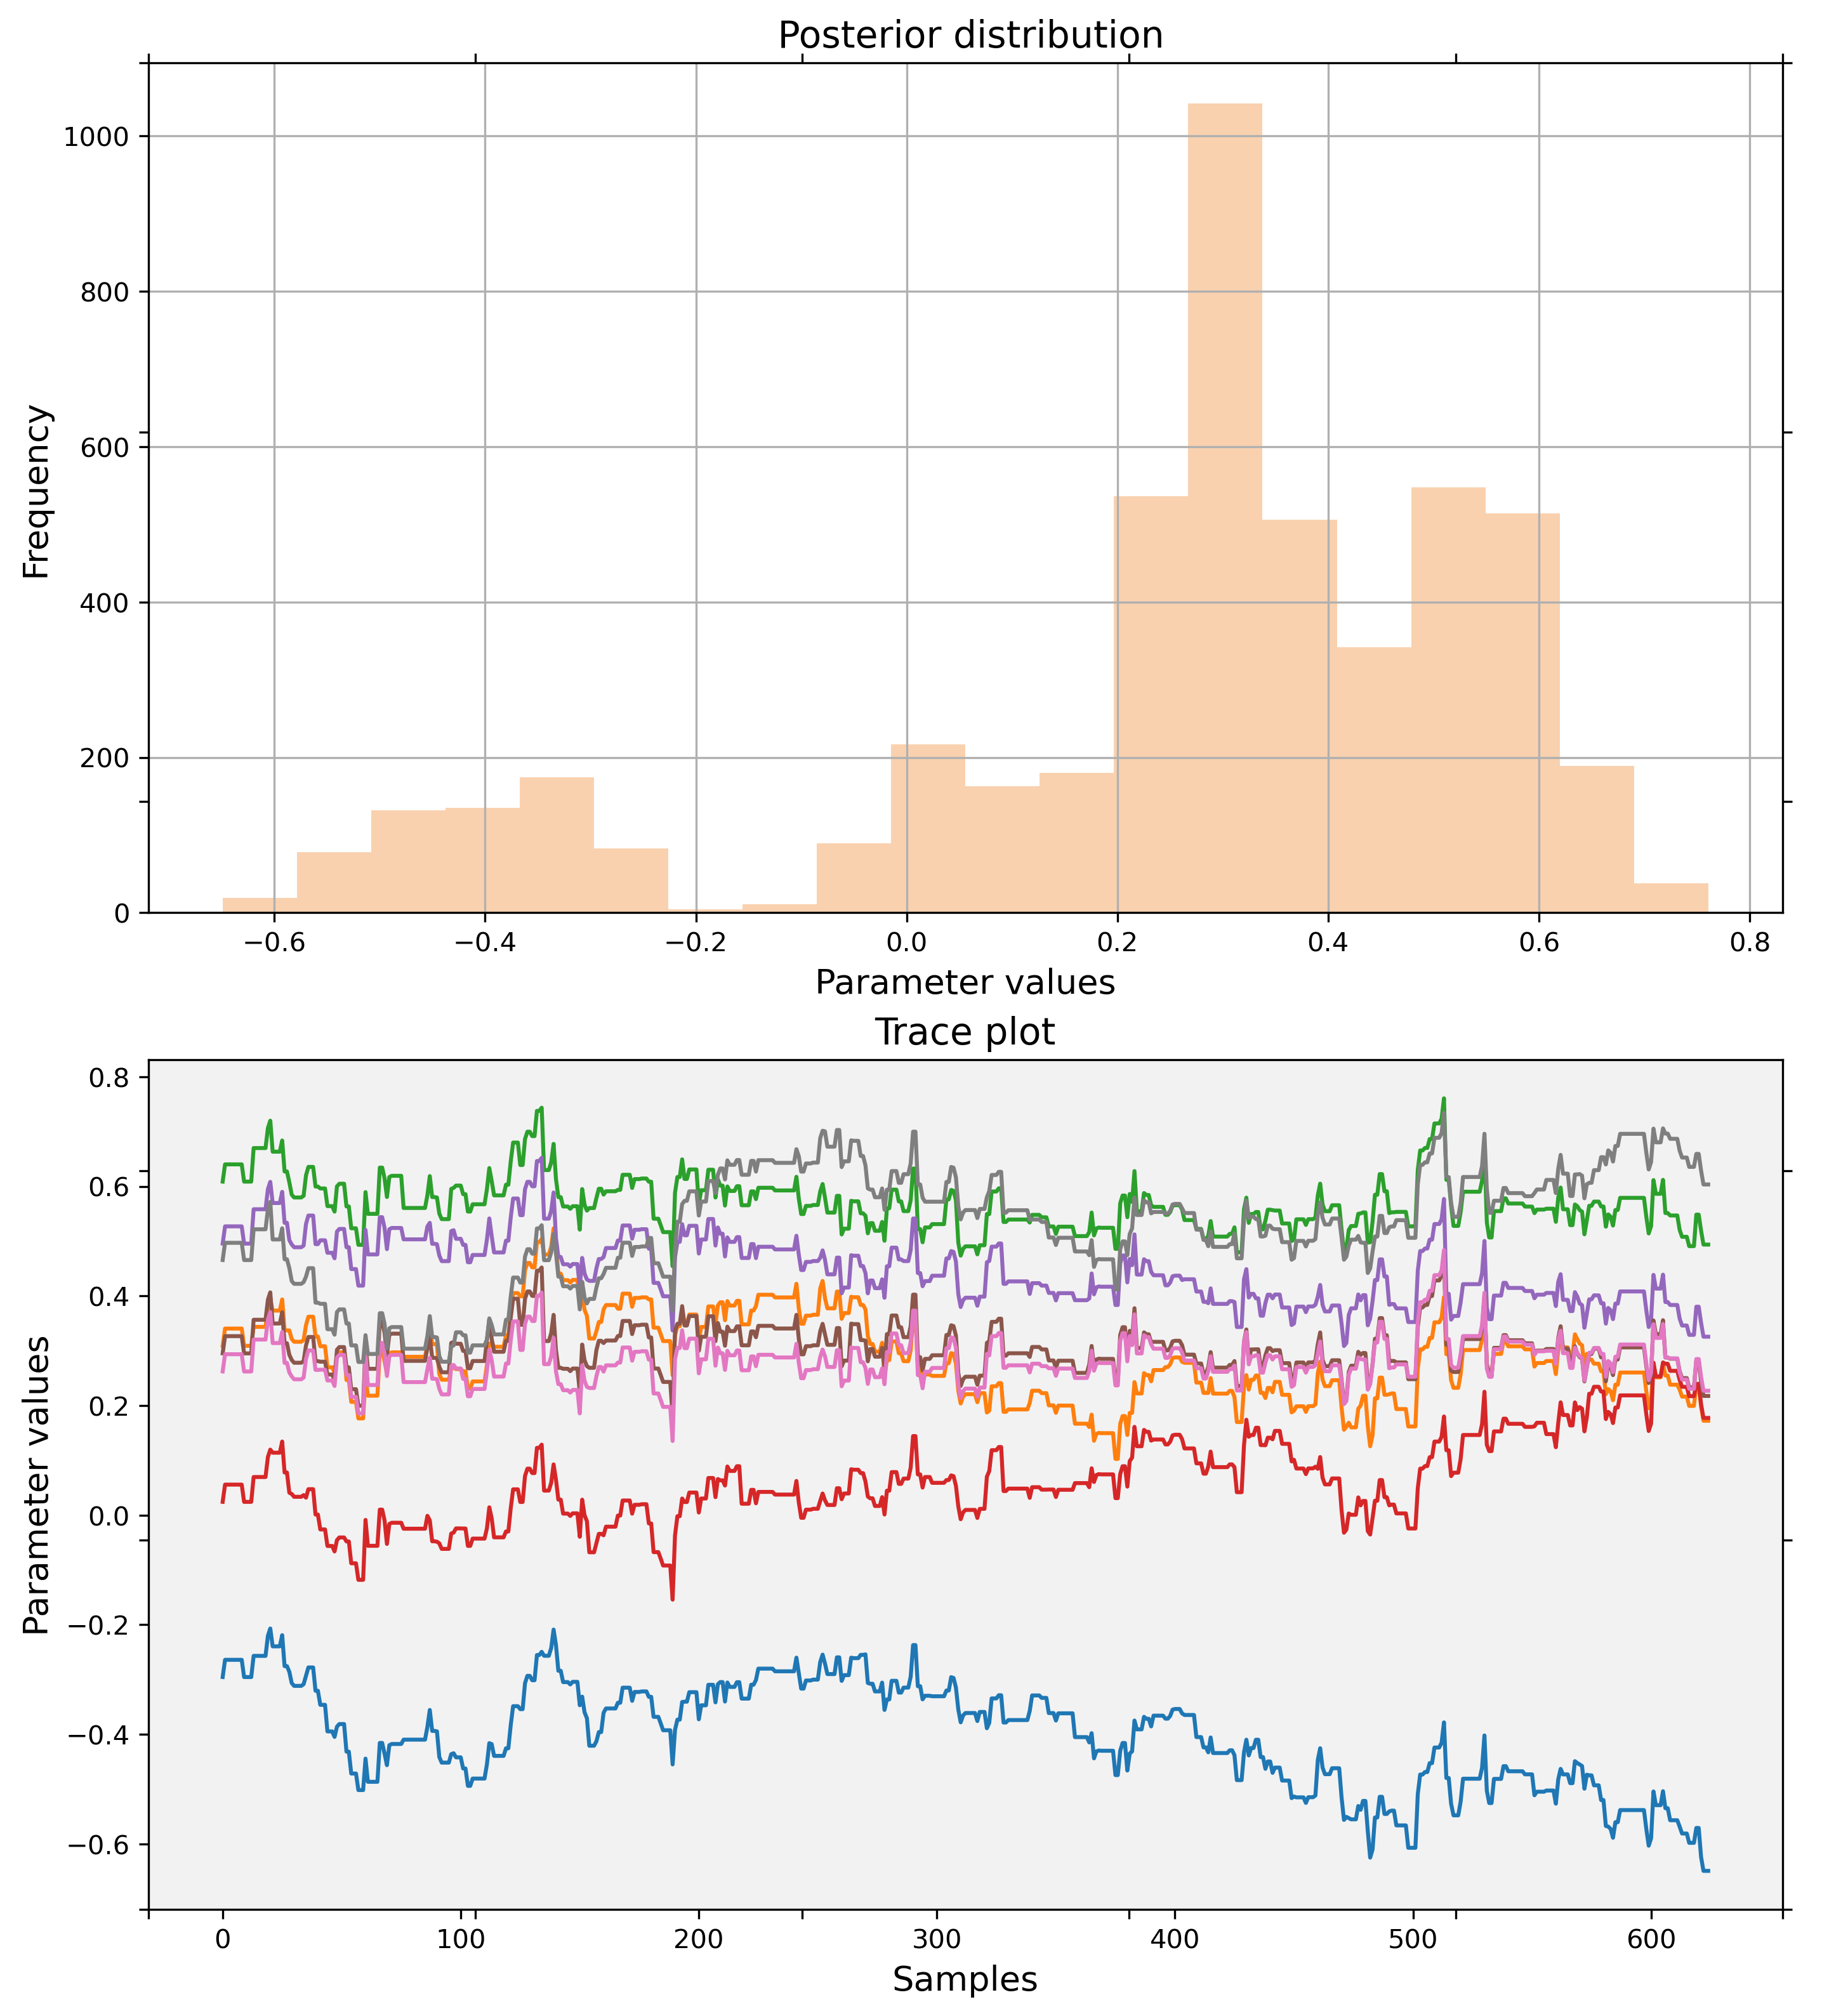 Posterior distribution
1000
800
600
400
200
0
Frequency
−0.6 −0.4 −0.2 0.0 0.2 0.4 0.6 0.8
Parameter values
Trace plot
0.8
0.6
0.4
0.2
0.0
−0.2
−0.4
−0.6
Parameter values
0 100 200 300 400 500 600
Samples